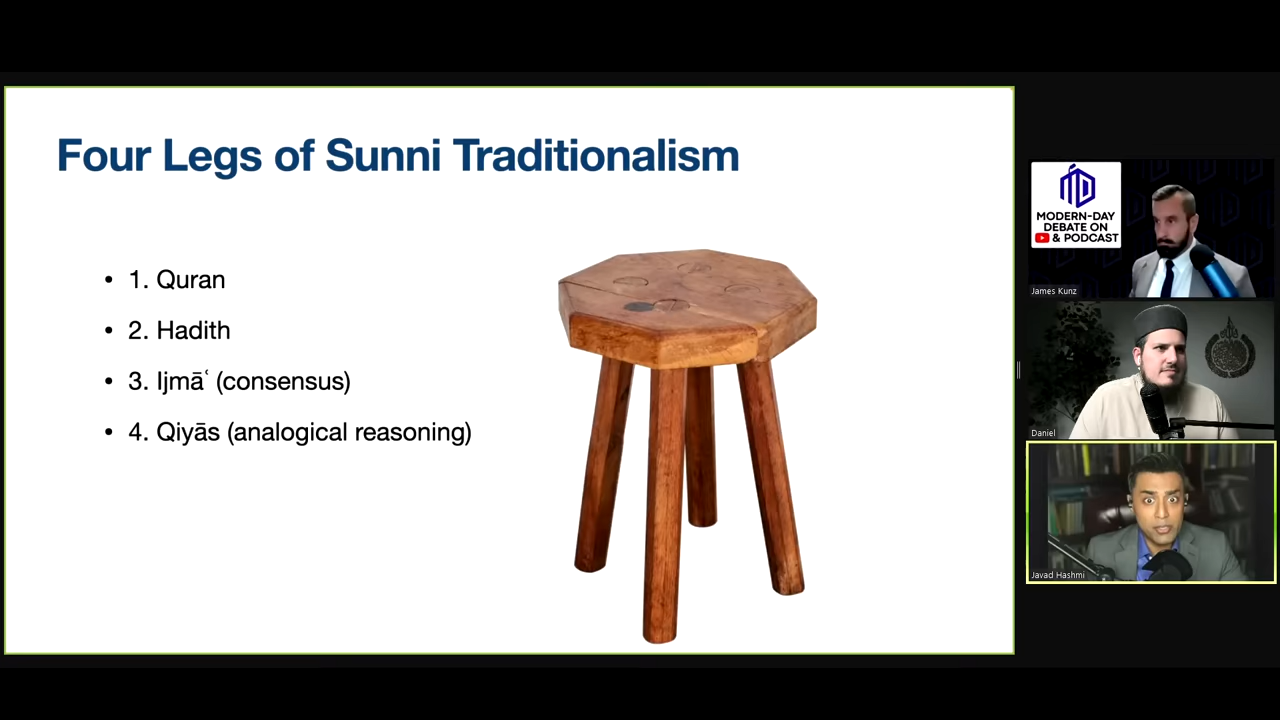 Four Legs of Sunni Traditionalism
• 1. Quran
• 2. Hadith
• 3. Ijmāʿ (consensus)
• 4. Qiyās (analogical reasoning)
MODERN-DAY
DEBATE ON
& PODCAST
James Kunz
Daniel
Javad Hashmi